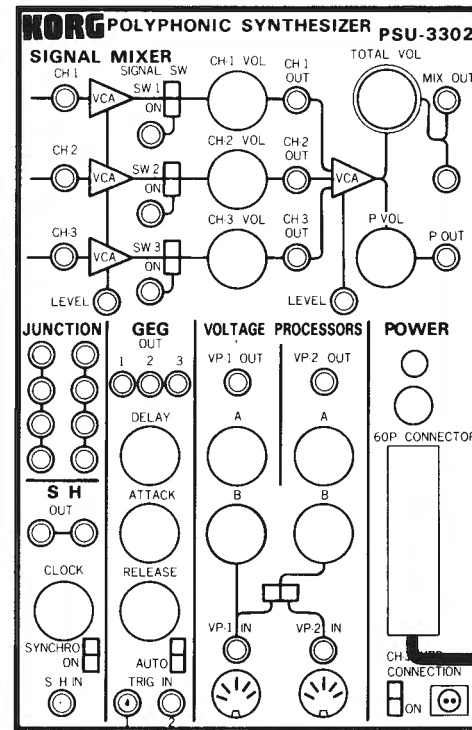 KORG POLYPHONIC SYNTHESIZER PSU-3302
SIGNAL MIXER
CH·1
SIGNAL SW
SW 1
ON
VCA
CH·1 VOL
CH 1
OUT
TOTAL VOL
MIX OUT
CH 2
SW 2
ON
VCA
CH·2 VOL
CH·2
OUT
VCA
CH·3
SW 3
ON
VCA
CH·3 VOL
CH 3
OUT
P VOL
P OUT
LEVEL
LEVEL
JUNCTION
S H
OUT
CLOCK
SYNCHRO
ON
S H IN
GEG
OUT
1 2 3
DELAY
ATTACK
RELEASE
AUTO
TRIG IN
1 2
VOLTAGE PROCESSORS
VP·1 OUT
VP·2 OUT
A
A
B
B
VP·1 IN
VP·2 IN
POWER
60P CONNECTOR
CONNECTION
ON